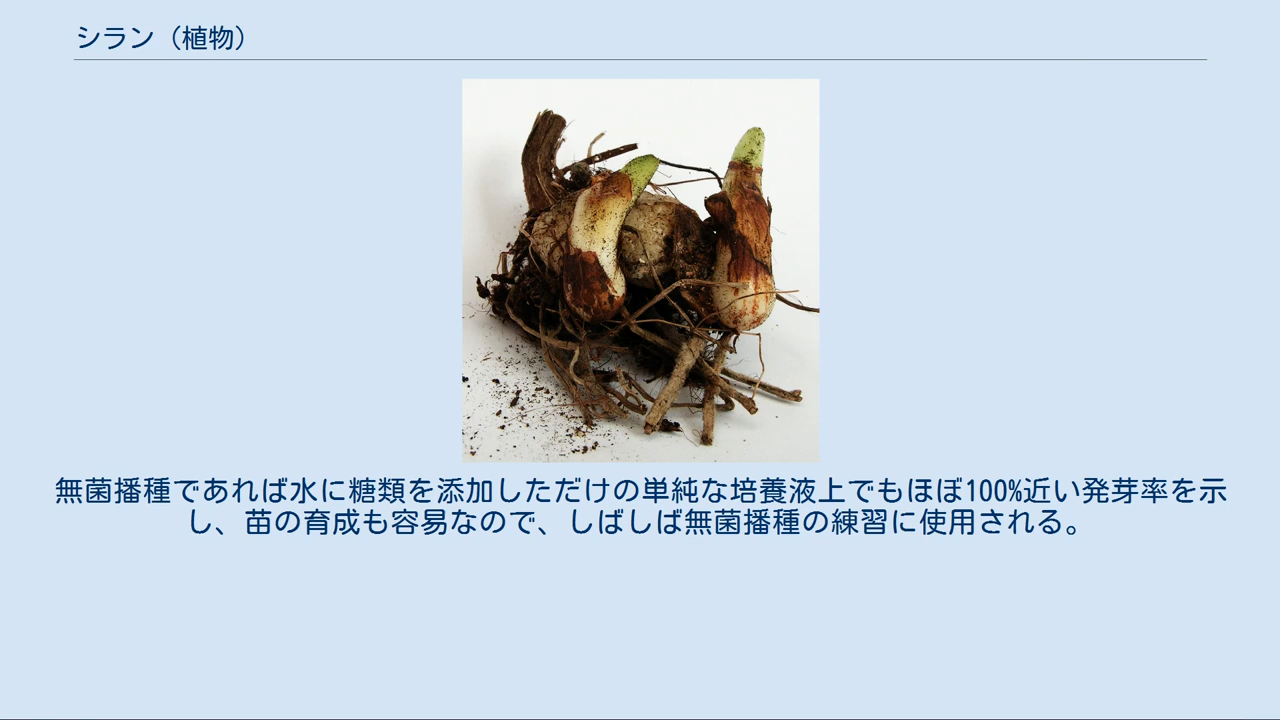 シラン（植物）
無菌播種であれば水に糖類を添加しただけの単純な培養液上でもほぼ100%近い発芽率を示
し、苗の育成も容易なので、しばしば無菌播種の練習に使用される。